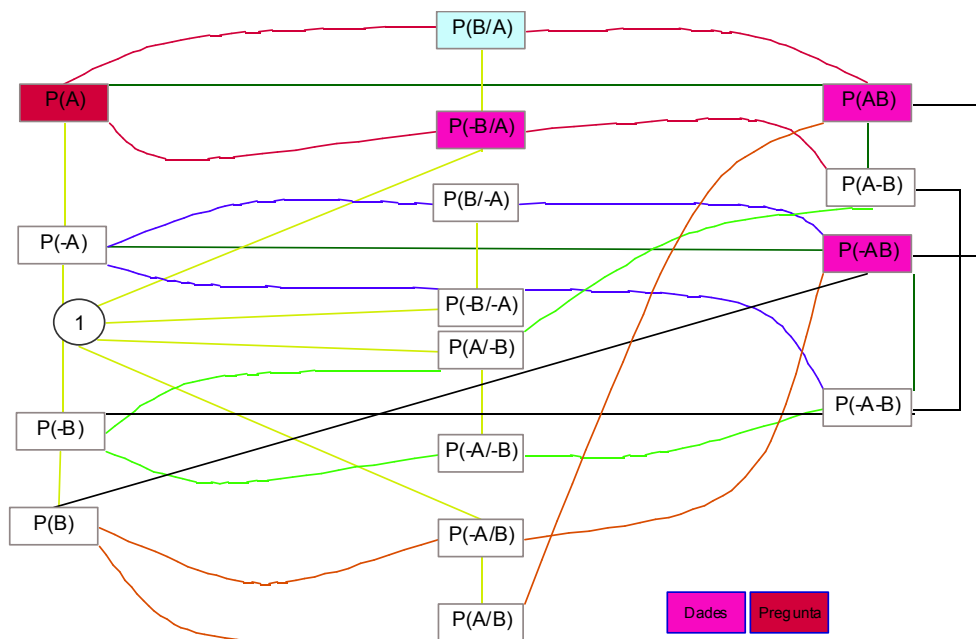 P(B/A)
P(A)
P(AB)
P(-B/A)
P(A-B)
P(B/-A)
P(-A)
P(-AB)
P(-B/-A)
1
P(A/-B)
P(-A-B)
P(-B)
P(-A/-B)
P(B)
P(-A/B)
P(A/B)
Dades
Pregunta